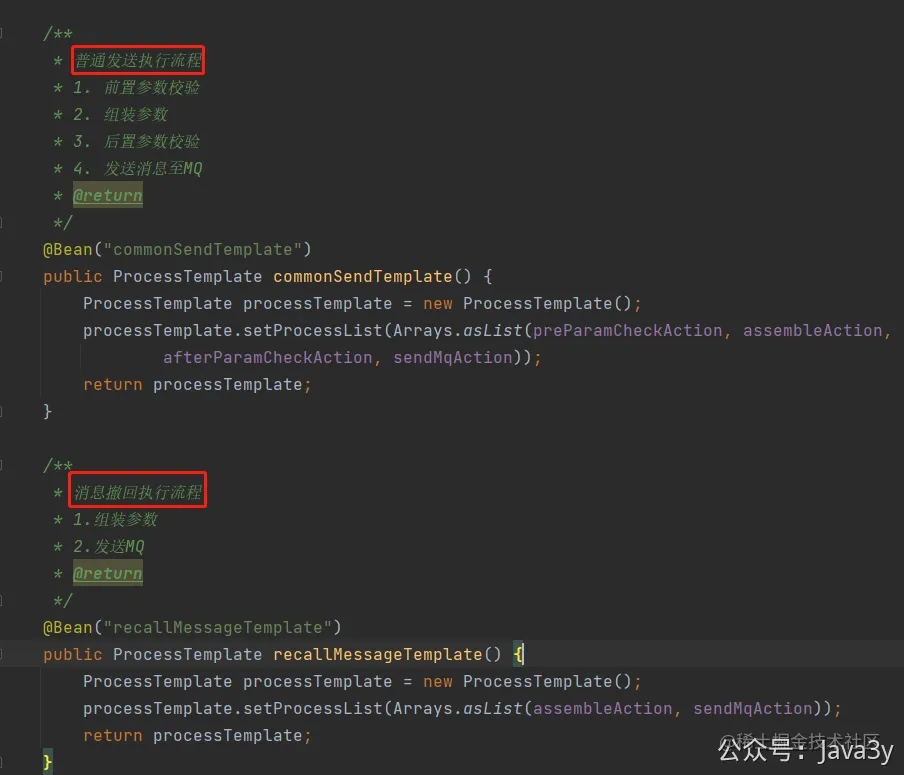 /**
* 普通发送执行流程
* 1. 前置参数校验
* 2. 组装参数
* 3. 后置参数校验
* 4. 发送消息至MQ
* @return
*/
@Bean("commonSendTemplate")
public ProcessTemplate commonSendTemplate() {
ProcessTemplate processTemplate = new ProcessTemplate();
processTemplate.setProcessList(Arrays.asList(preParamCheckAction, assembleAction,
afterParamCheckAction, sendMqAction));
return processTemplate;
}
/**
* 消息撤回执行流程
* 1.组装参数
* 2.发送MQ
* @return
*/
@Bean("recallMessageTemplate")
public ProcessTemplate recallMessageTemplate() {
ProcessTemplate processTemplate = new ProcessTemplate();
processTemplate.setProcessList(Arrays.asList(assembleAction, sendMqAction));
return processTemplate;
}
@稀土掘金技术社区
公众号：java3y